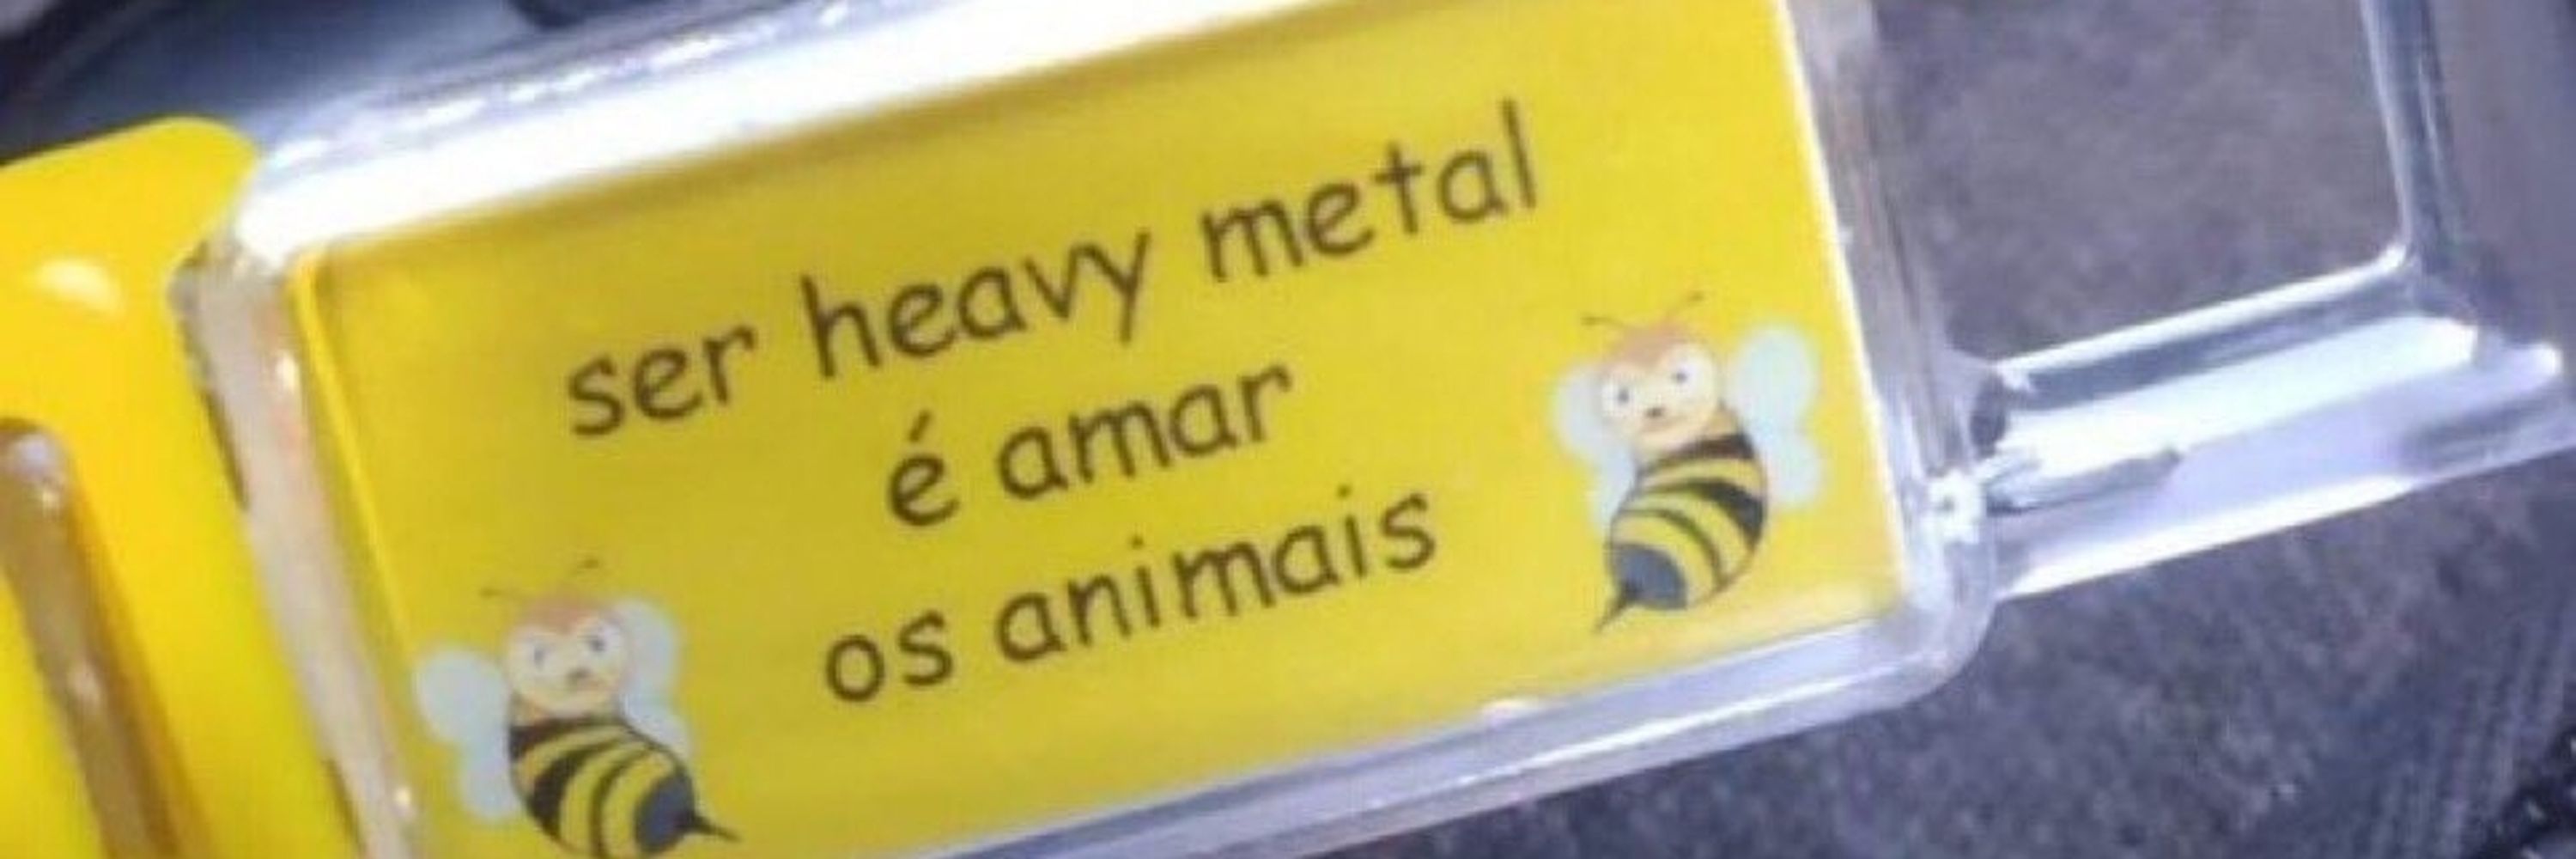 ser heavy metal
é amar
os animais